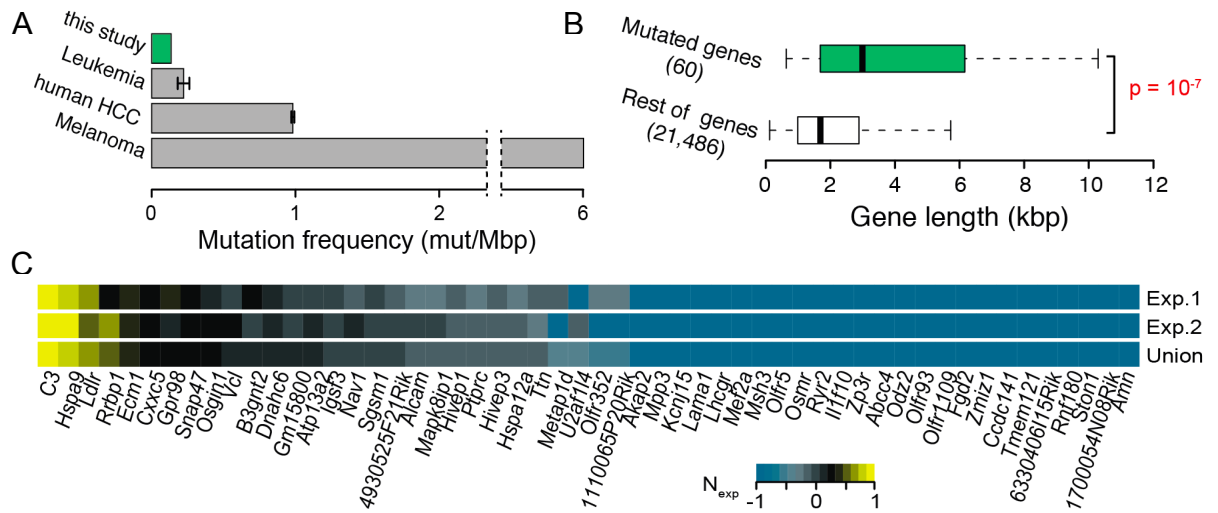 A
this study
Leukemia
human HCC
Melanoma
0 1 2 6
Mutation frequency (mut/Mbp)
B
Mutated genes
(60)
Rest of genes
(21,486)
p = 10-7
0 2 4 6 8 10 12
Gene length (kbp)
C
Exp.1
Exp.2
Union
C3
Hspa9
Ldlr
Rrbp1
Ecm1
Cxxc5
Gpr98
Snap47
Osgin1
Vcl
B3gnt2
Dnahc6
Gm15800
Atp13a2
Igsf3
Nav1
Sgsm1
4930525F21Rik
Alcam
Mapk8ip1
Hivep1
Ptprc
Hivep3
Hspa12a
Ttn
Metap1d
U2af1l4
Olfr352
1110065P20Rik
Akap2
Mpp3
Kcnj15
Lama1
Lhcgr
Mef2a
Msh3
Olfr5
Osmr
Ryr2
Il1f10
Zp3r
Abcc4
Odz2
Olfr93
Olfr1109
Fgd2
Zmiz1
Ccdc141
Tmem121
6330406I15Rik
Rnf180
Ston1
1700054N08Rik
Amn
Nexp
-1 0 1